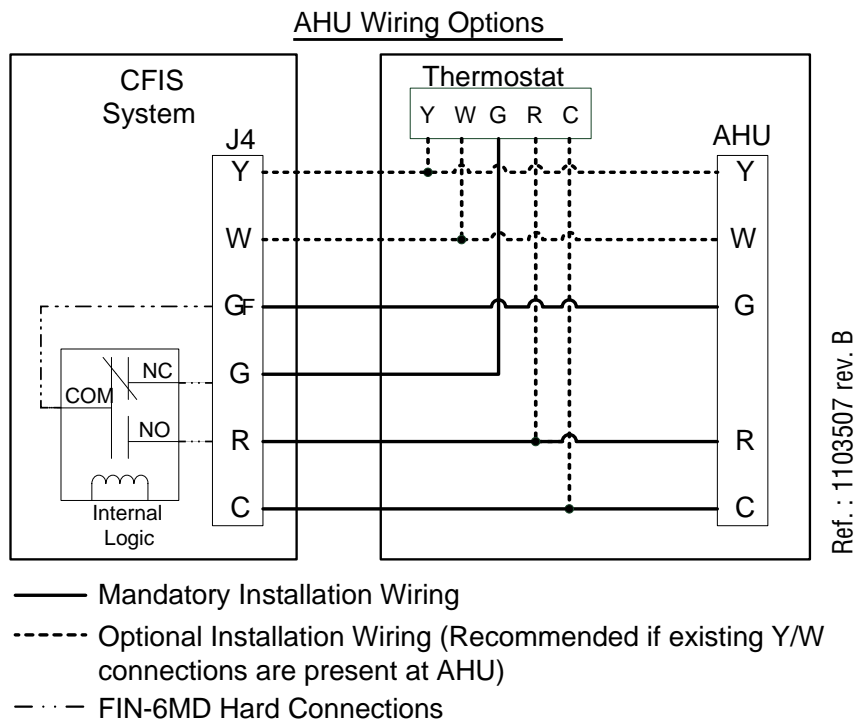 AHU Wiring Options
CFIS
System
Thermostat
Y W G R C
J4
AHU
Y
Y
W
W
GF
G
NC
G
COM
NO
R
R
C
C
Internal
Logic
Ref. : 1103507 rev. B
Mandatory Installation Wiring
Optional Installation Wiring (Recommended if existing Y/W
connections are present at AHU)
FIN-6MD Hard Connections